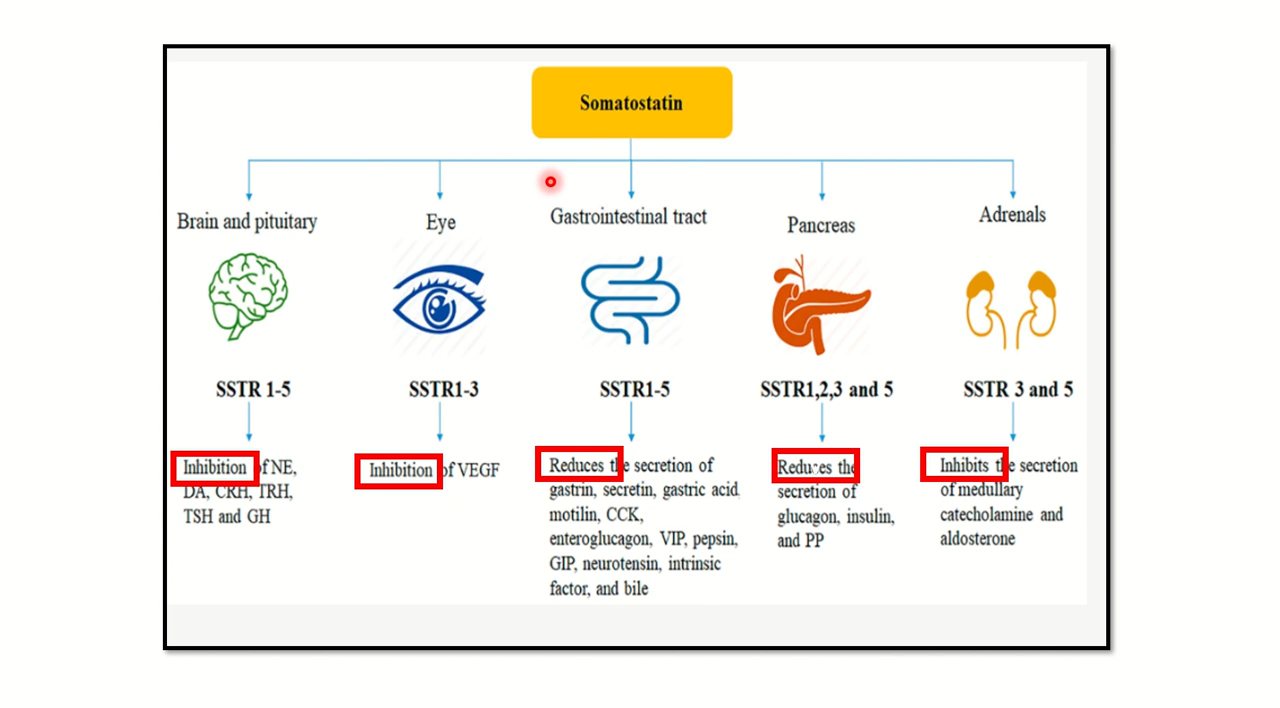 Somatostatin
Brain and pituitary
Eye
Gastrointestinal tract
Pancreas
Adrenals
SSTR 1-5
SSTR1-3
SSTR1-5
SSTR1,2,3 and 5
SSTR 3 and 5
Inhibition of NE,
DA, CRH, TRH,
TSH and GH
Inhibition of VEGF
Reduces the secretion of
gastrin, secretin, gastric acid
motilin, CCK,
enteroglucagon, VIP, pepsin,
GIP, neurotensin, intrinsic
factor, and bile
Reduces the
secretion of
glucagon, insulin,
and PP
Inhibits the secretion
of medullary
catecholamine and
aldosterone